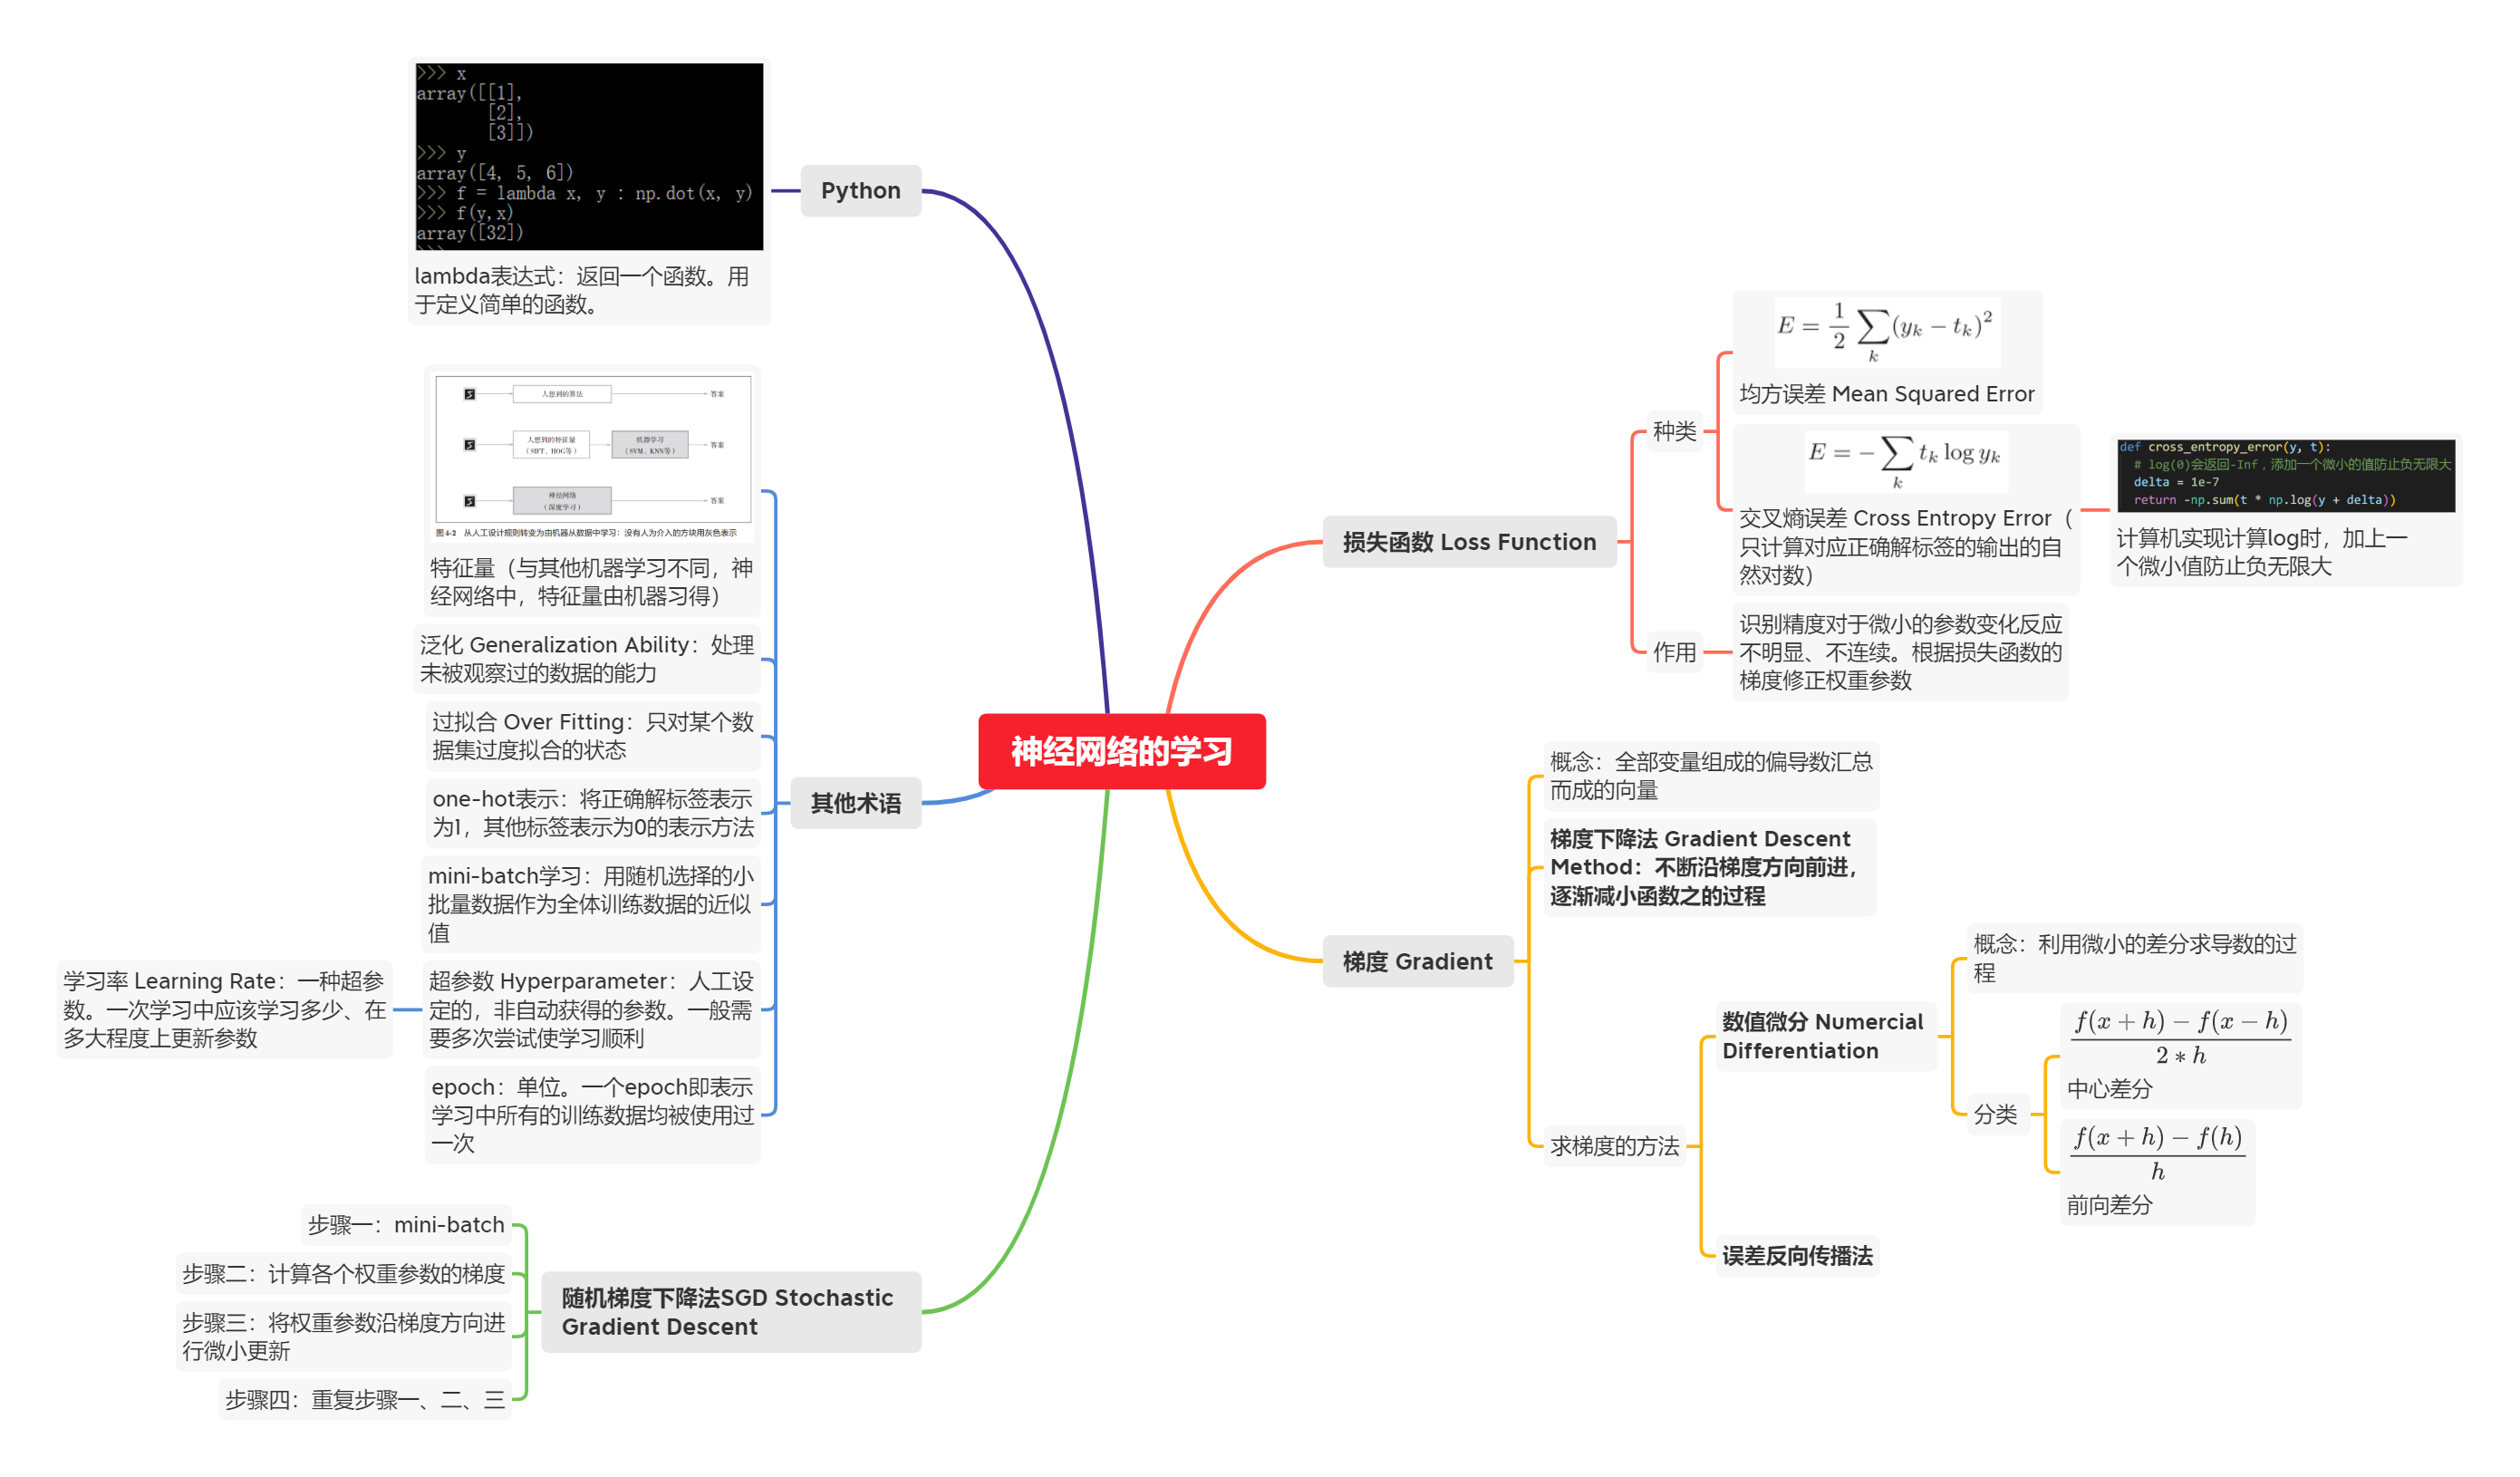 神经网络的学习
Python
>>> x
array([[1],
[2],
[3]])
>>> y
array([4, 5, 6])
>>> f = lambda x, y : np.dot(x, y)
>>> f(y,x)
array([32])
>>>
lambda表达式：返回一个函数。用
于定义简单的函数。
其他术语
人想到的算法
答案
人想到的特征量
（SIFT、HOG等）
机器学习
（SVM、KNN等）
答案
神经网络
（深度学习）
答案
图4-2 从人工设计规则转变为由机器从数据中学习：没有人为介入的方块用灰色表示
特征量（与其他机器学习不同，神
经网络中，特征量由机器习得）
泛化 Generalization Ability：处理
未被观察过的数据的能力
过拟合 Over Fitting：只对某个数
据集过度拟合的状态
one-hot表示：将正确解标签表示
为1，其他标签表示为0的表示方法
mini-batch学习：用随机选择的小
批量数据作为全体训练数据的近似
值
超参数 Hyperparameter：人工设
定的，非自动获得的参数。一般需
要多次尝试使学习顺利
学习率 Learning Rate：一种超参
数。一次学习中应该学习多少、在
多大程度上更新参数
epoch：单位。一个epoch即表示
学习中所有的训练数据均被使用过
一次
随机梯度下降法SGD Stochastic
Gradient Descent
步骤一：mini-batch
步骤二：计算各个权重参数的梯度
步骤三：将权重参数沿梯度方向进
行微小更新
步骤四：重复步骤一、二、三
损失函数 Loss Function
种类
E = 1/2 ∑k (yk − tk)²
均方误差 Mean Squared Error
E = − ∑k tk log yk
交叉熵误差 Cross Entropy Error（
只计算对应正确解标签的输出的自
然对数）
def cross_entropy_error(y, t):
# log(0)会返回-Inf，添加一个微小的值防止负无限大
delta = 1e-7
return -np.sum(t * np.log(y + delta))
计算机实现计算log时，加上一
个微小值防止负无限大
作用
识别精度对于微小的参数变化反应
不明显、不连续。根据损失函数的
梯度修正权重参数
梯度 Gradient
概念：全部变量组成的偏导数汇总
而成的向量
梯度下降法 Gradient Descent
Method：不断沿梯度方向前进，
逐渐减小函数之的过程
求梯度的方法
数值微分 Numercial
Differentiation
概念：利用微小的差分求导数的过
程
分类
f(x + h) − f(x − h)
2 ∗ h
中心差分
f(x + h) − f(h)
h
前向差分
误差反向传播法